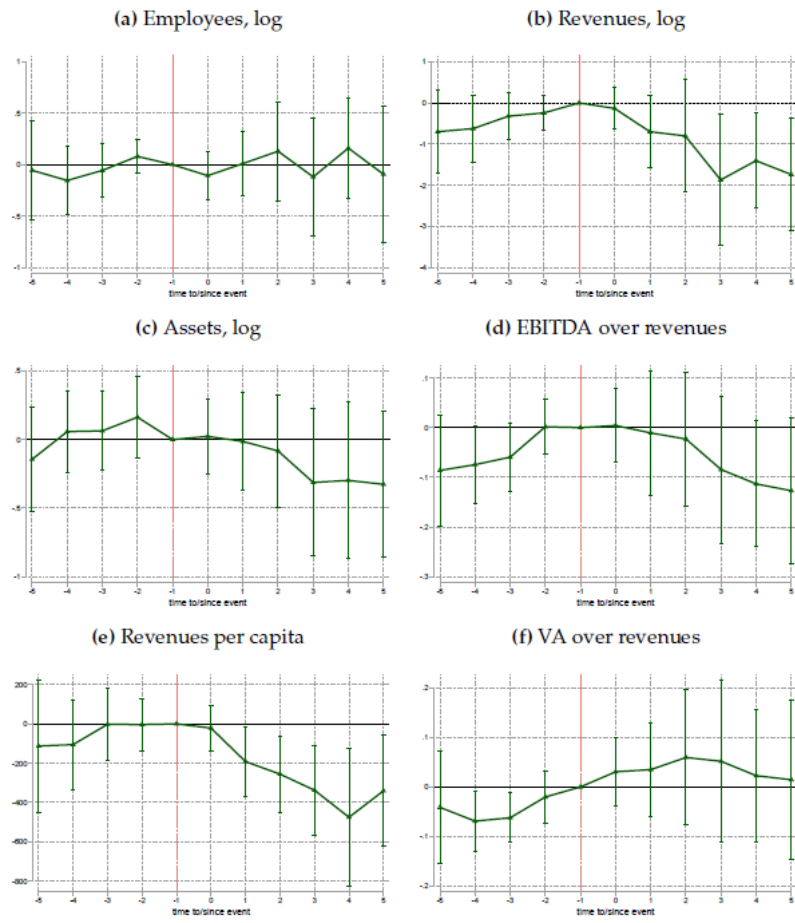 (a) Employees, log
1
.5
0
-.5
-1
-5 -4 -3 -2 -1 0 1 2 3 4 5
time to/since event
(b) Revenues, log
1
0
-1
-2
-3
-4
-5 -4 -3 -2 -1 0 1 2 3 4 5
time to/since event
(c) Assets, log
.5
0
-.5
-1
-5 -4 -3 -2 -1 0 1 2 3 4 5
time to/since event
(d) EBITDA over revenues
.1
0
-.1
-.2
-.3
-5 -4 -3 -2 -1 0 1 2 3 4 5
time to/since event
(e) Revenues per capita
200
0
-200
-400
-600
-800
-5 -4 -3 -2 -1 0 1 2 3 4 5
time to/since event
(f) VA over revenues
.2
.1
0
-.1
-.2
-5 -4 -3 -2 -1 0 1 2 3 4 5
time to/since event